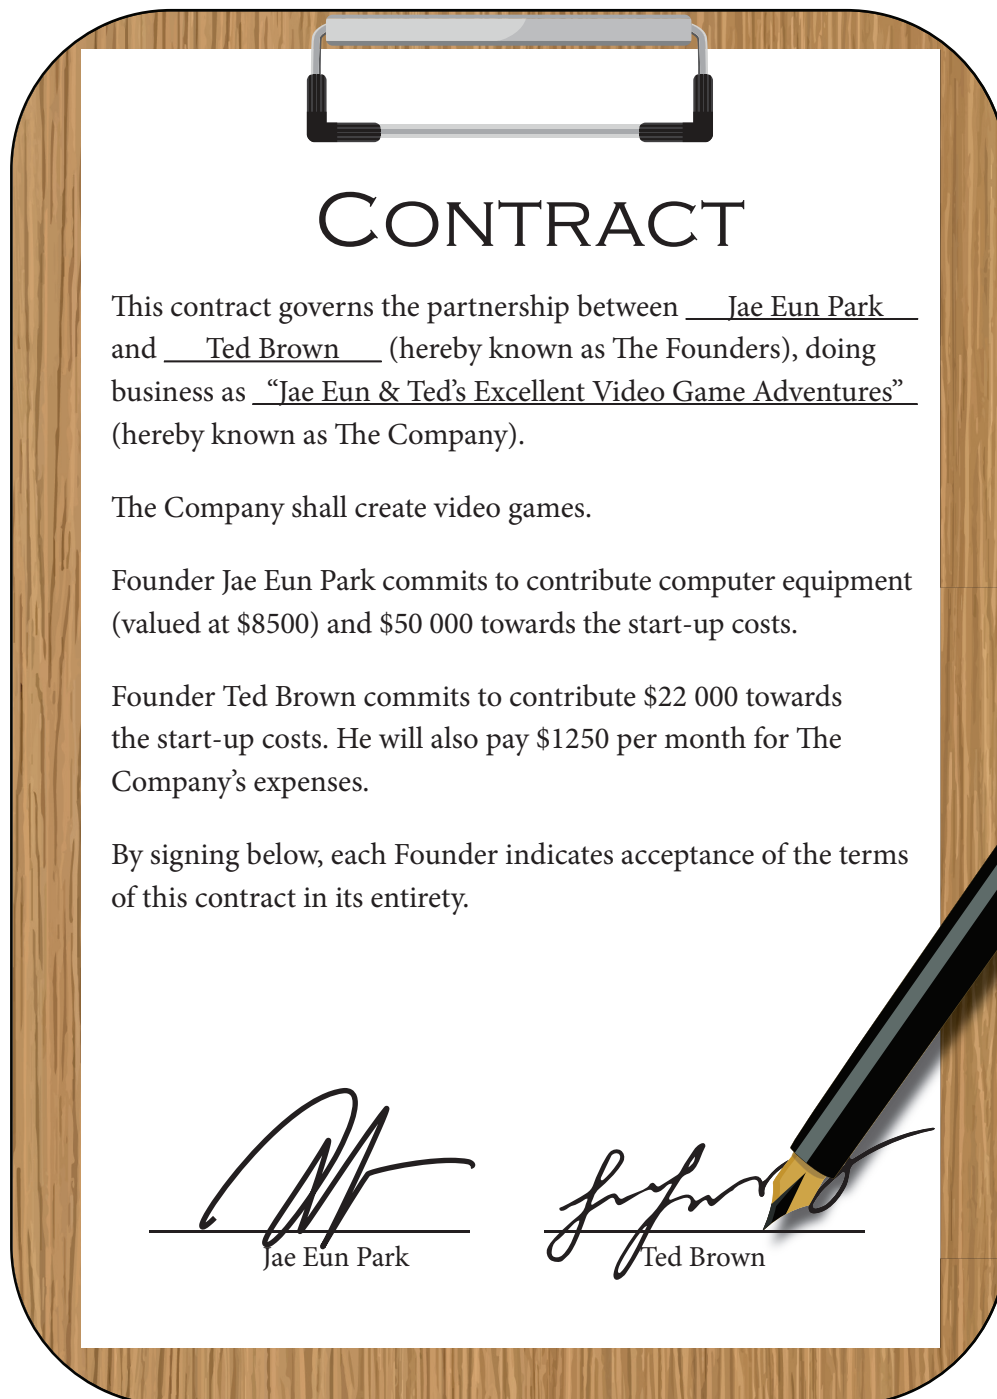 CONTRACT
This contract governs the partnership between Jae Eun Park
and Ted Brown (hereby known as The Founders), doing
business as “Jae Eun & Ted’s Excellent Video Game Adventures”
(hereby known as The Company).
The Company shall create video games.
Founder Jae Eun Park commits to contribute computer equipment
(valued at $8500) and $50 000 towards the start-up costs.
Founder Ted Brown commits to contribute $22 000 towards
the start-up costs. He will also pay $1250 per month for The
Company’s expenses.
By signing below, each Founder indicates acceptance of the terms
of this contract in its entirety.
Jae Eun Park
Ted Brown